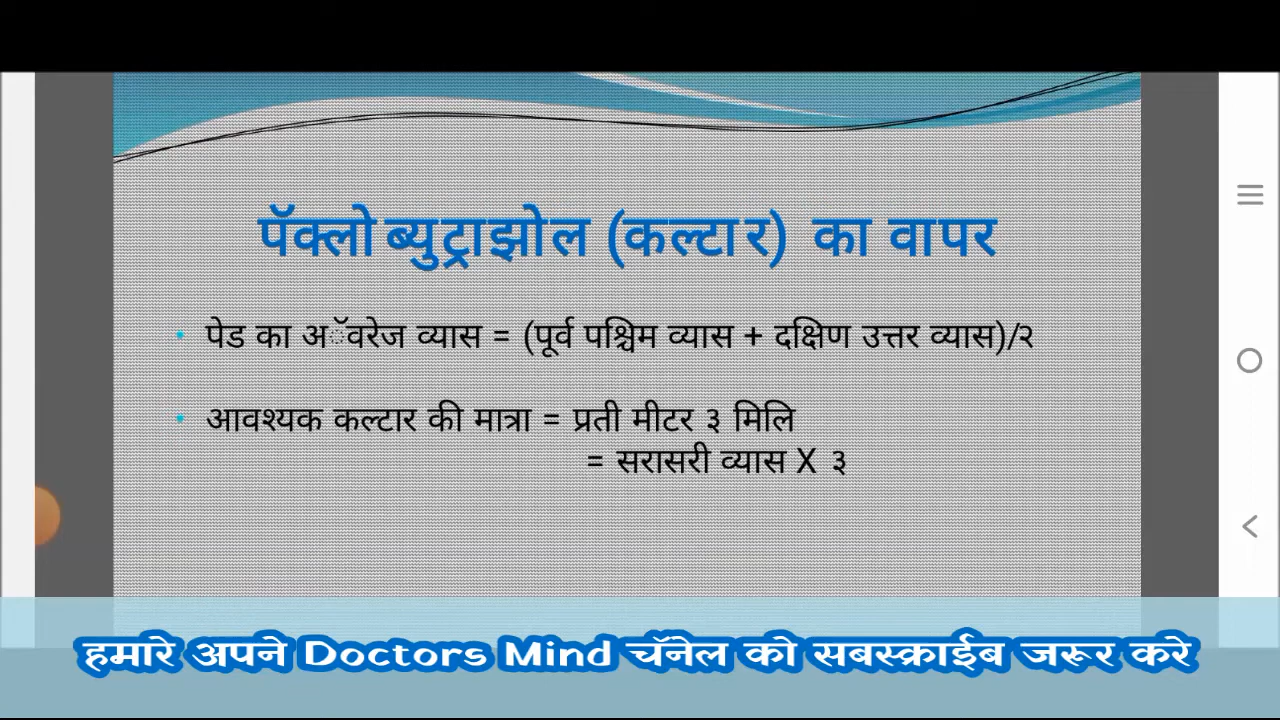 पॅक्लोब्युट्राझोल (कल्टार) का वापर
पेड का अॅवरेज व्यास = (पूर्व पश्चिम व्यास + दक्षिण उत्तर व्यास)/२
आवश्यक कल्टार की मात्रा = प्रती मीटर ३ मिलि
= सरासरी व्यास X ३
हमारे अपने Doctors Mind चॅनेल को सबस्क्राईब जरूर करे